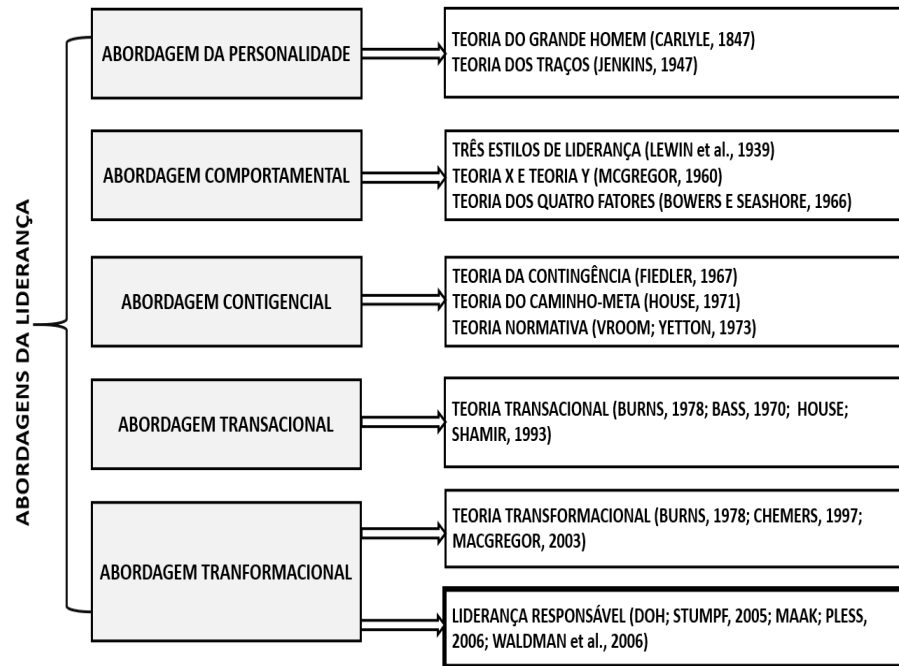 ABORDAGENS DA LIDERANÇA
ABORDAGEM DA PERSONALIDADE
TEORIA DO GRANDE HOMEM (CARLYLE, 1847)
TEORIA DOS TRAÇOS (JENKINS, 1947)
ABORDAGEM COMPORTAMENTAL
TRÊS ESTILOS DE LIDERANÇA (LEWIN et al., 1939)
TEORIA X E TEORIA Y (MCGREGOR, 1960)
TEORIA DOS QUATRO FATORES (BOWERS E SEASHORE, 1966)
ABORDAGEM CONTIGENCIAL
TEORIA DA CONTINGÊNCIA (FIEDLER, 1967)
TEORIA DO CAMINHO-META (HOUSE, 1971)
TEORIA NORMATIVA (VROOM; YETTON, 1973)
ABORDAGEM TRANSACIONAL
TEORIA TRANSACIONAL (BURNS, 1978; BASS, 1970; HOUSE;
SHAMIR, 1993)
ABORDAGEM TRANFORMACIONAL
TEORIA TRANSFORMACIONAL (BURNS, 1978; CHEMERS, 1997;
MACGREGOR, 2003)
LIDERANÇA RESPONSÁVEL (DOH; STUMPF, 2005; MAAK; PLESS,
2006; WALDMAN et al., 2006)